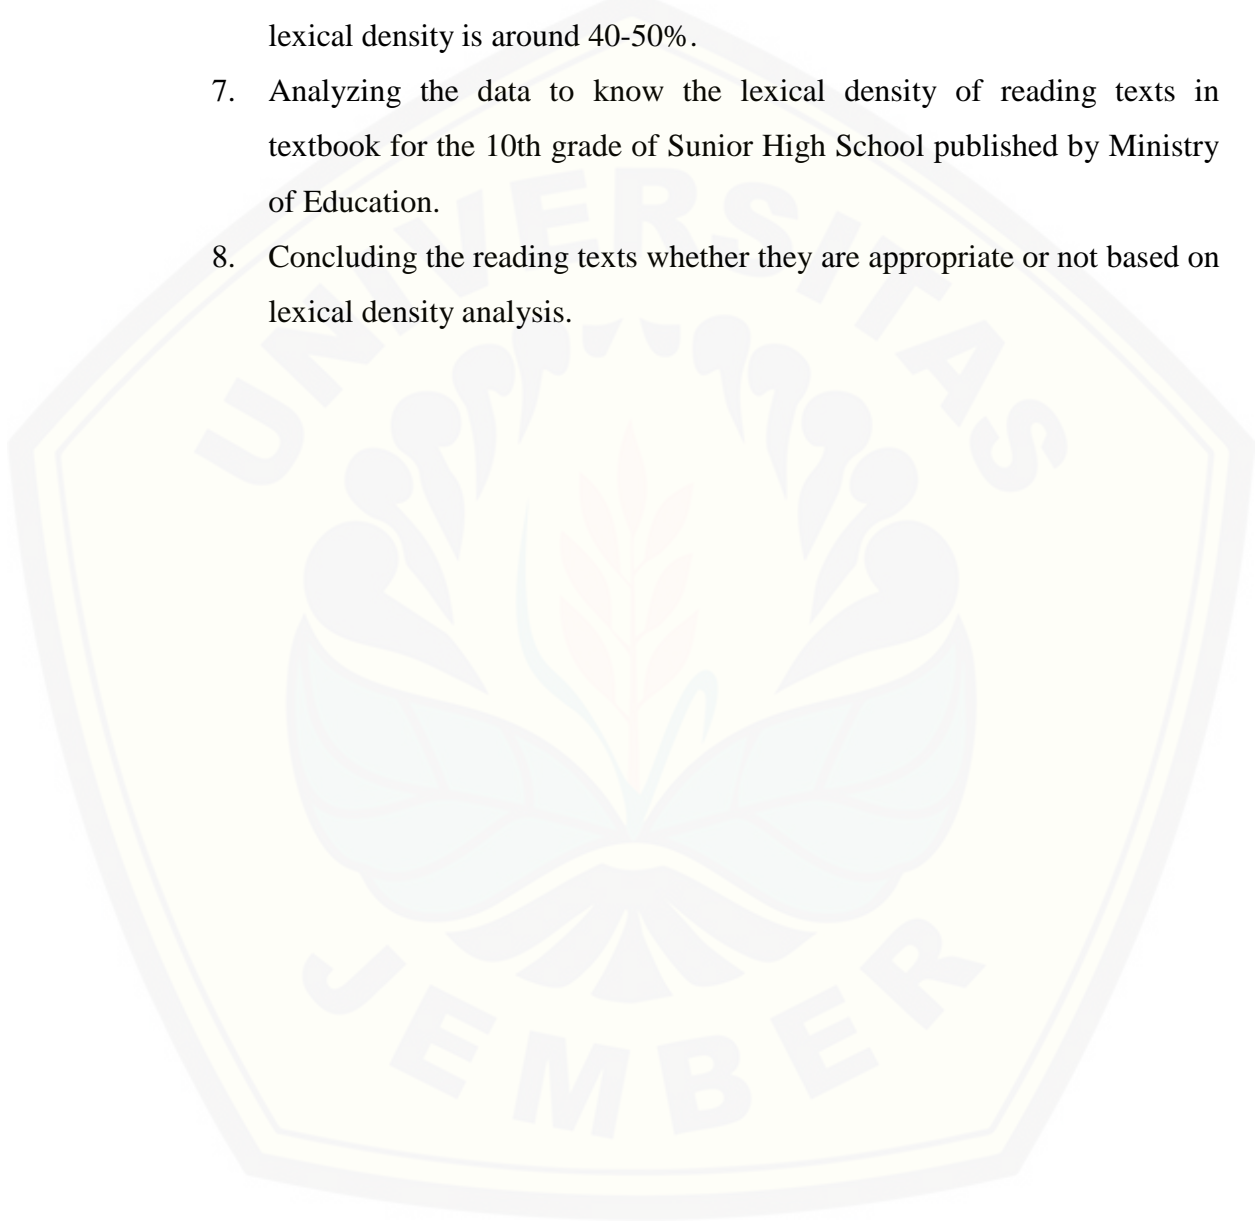 lexical density is around 40-50%.
7. Analyzing the data to know the lexical density of reading texts in
textbook for the 10th grade of Sunior High School published by Ministry
of Education.
8. Concluding the reading texts whether they are appropriate or not based on
lexical density analysis.
UNIVERSITAS
JEMBER